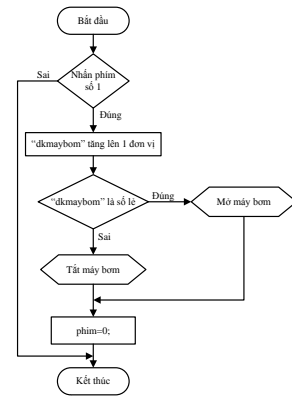 Bắt đầu
Sai
Nhấn phím
số 1
Đúng
"dkmaybom" tăng lên 1 đơn vị
"dkmaybom" là số lẻ
Đúng
Mở máy bơm
Sai
Tắt máy bơm
phim=0;
Kết thúc